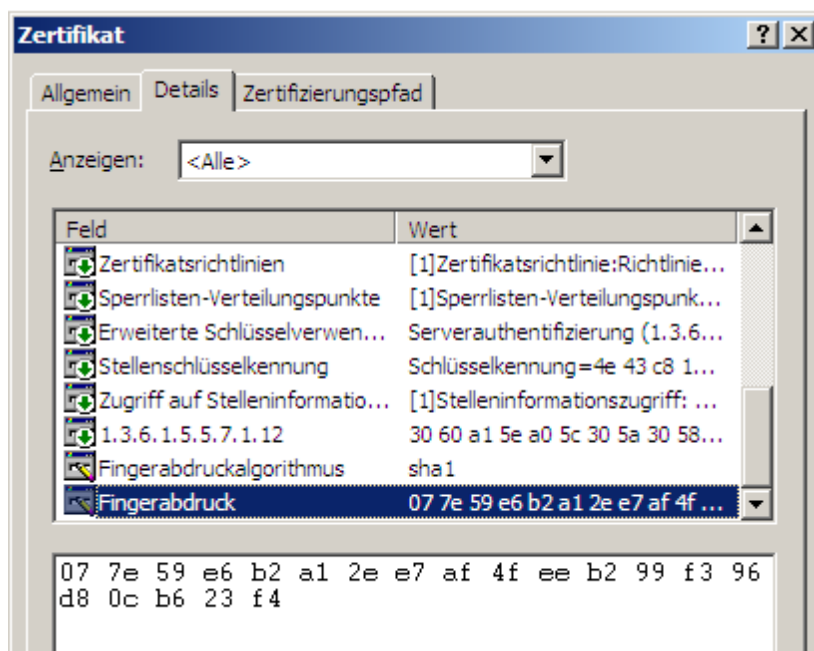 Zertifikat
Allgemein Details Zertifizierungspfad
Anzeigen: <Alle>
Feld Wert
Zertifikatsrichtlinien [1]Zertifikatsrichtlinie:Richtlinie...
Sperrlisten-Verteilungspunkte [1]Sperrlisten-Verteilungspunk...
Erweiterte Schlüsselverwen... Serverauthentifizierung (1.3.6...
Stellenschlüsselkennung Schlüsselkennung=4e 43 c8 1...
Zugriff auf Stelleninformatio... [1]Stelleninformationszugriff: ...
1.3.6.1.5.5.7.1.12 30 60 a1 5e a0 5c 30 5a 30 58...
Fingerabdruckalgorithmus sha1
Fingerabdruck 07 7e 59 e6 b2 a1 2e e7 af 4f ...
07 7e 59 e6 b2 a1 2e e7 af 4f ee b2 99 f3 96
d8 0c b6 23 f4